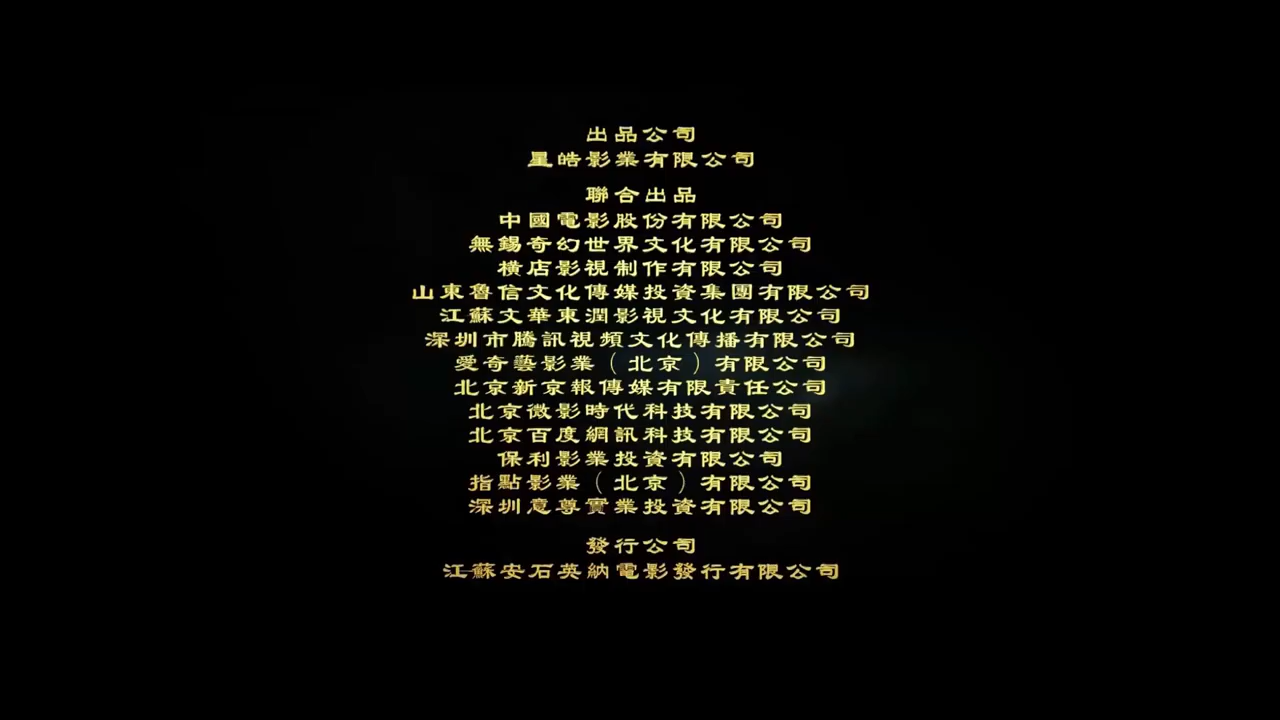 出品公司
星皓影業有限公司
聯合出品
中國電影股份有限公司
無錫奇幻世界文化有限公司
橫店影視制作有限公司
山東魯信文化傳媒投資集團有限公司
江蘇文華東潤影視文化有限公司
深圳市騰訊視頻文化傳播有限公司
愛奇藝影業（北京）有限公司
北京新京報傳媒有限責任公司
北京微影時代科技有限公司
北京百度網訊科技有限公司
保利影業投資有限公司
指點影業（北京）有限公司
深圳意尊實業投資有限公司
發行公司
江蘇安石英納電影發行有限公司